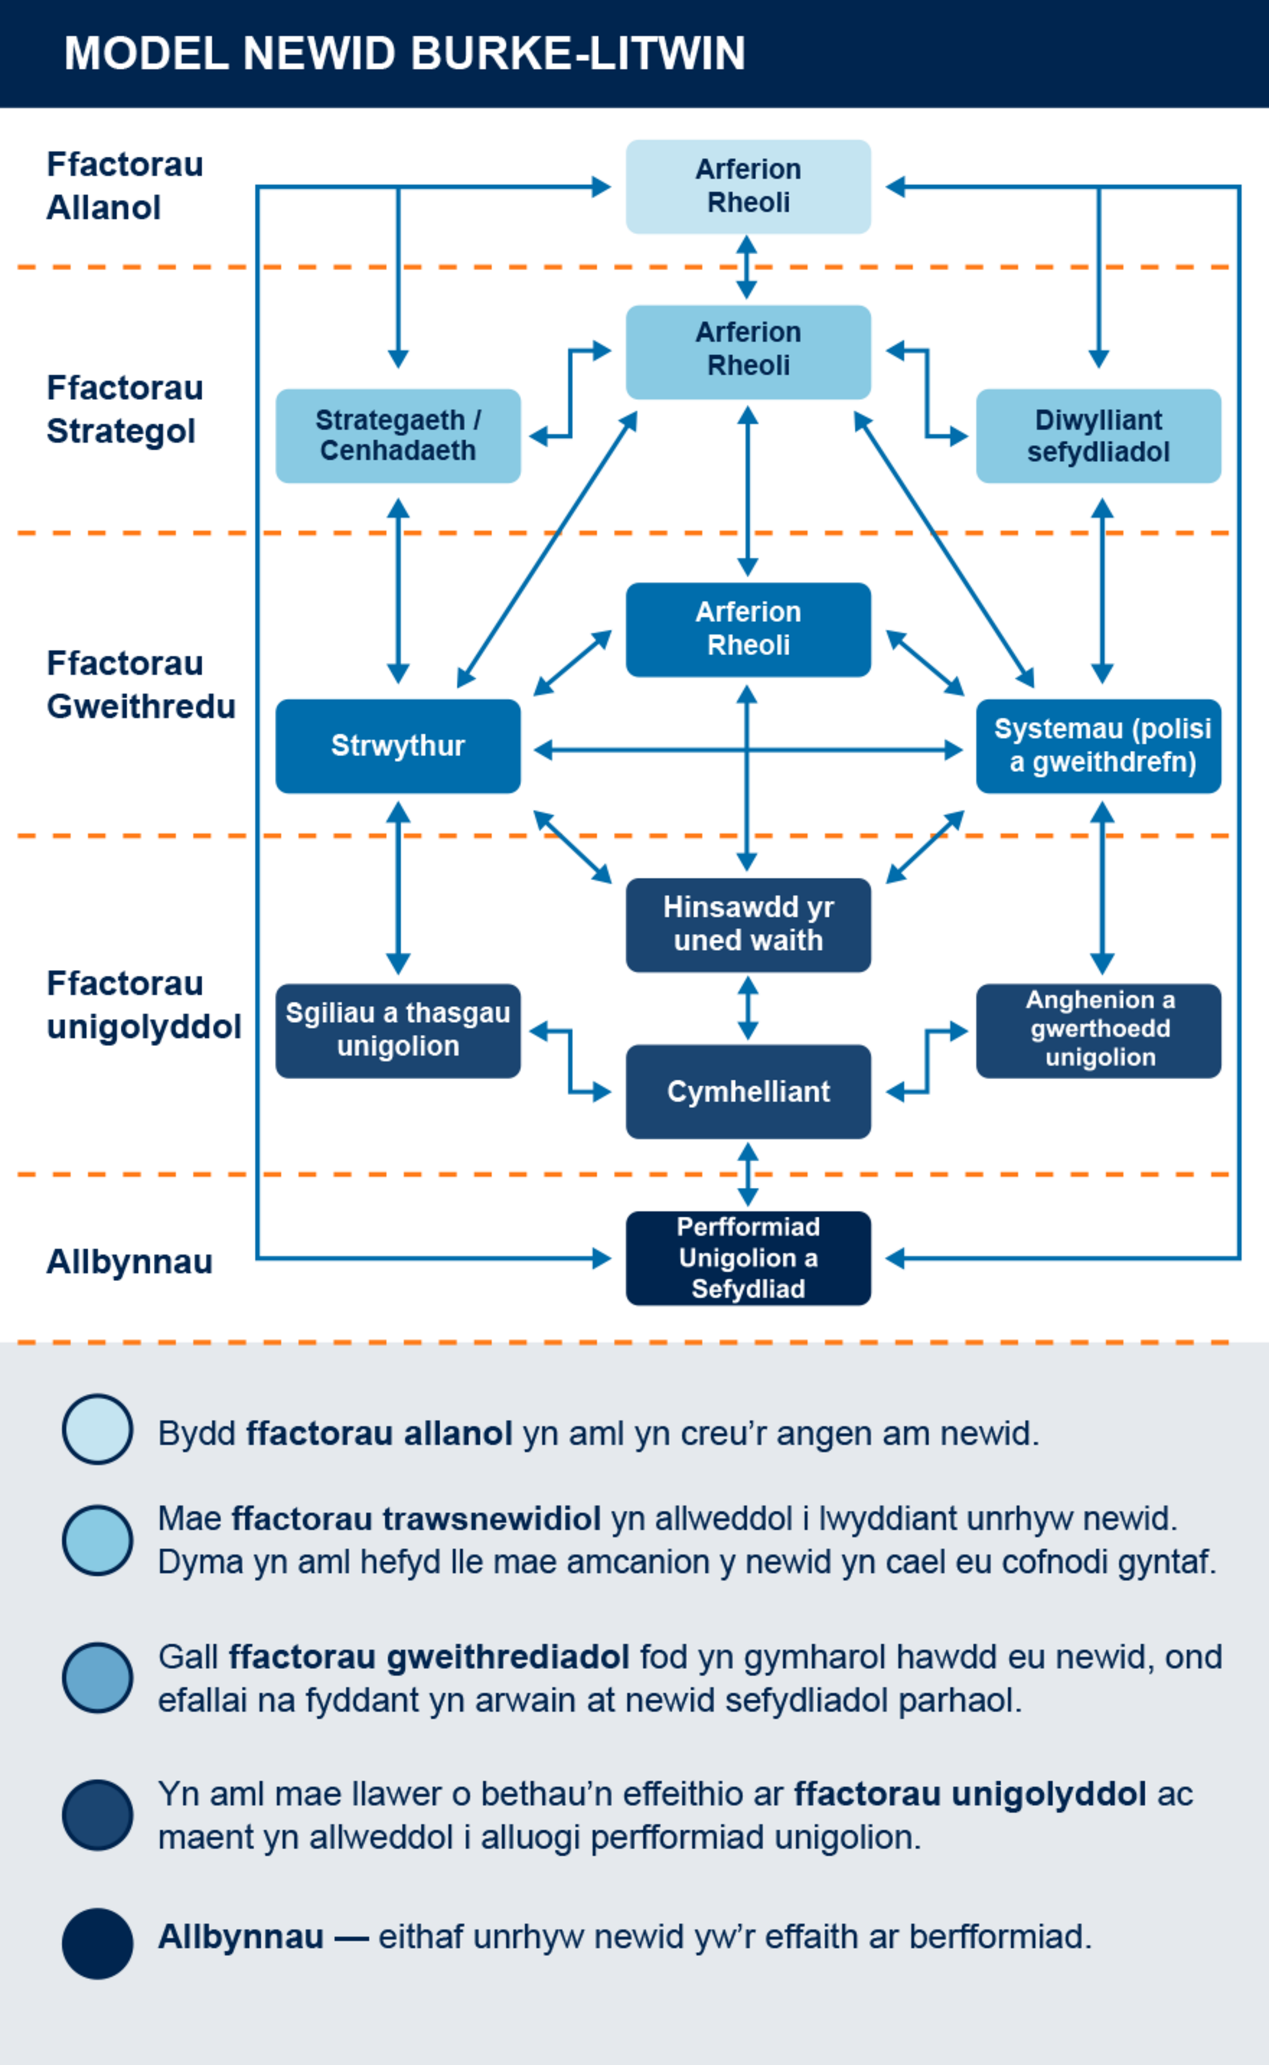 MODEL NEWID BURKE-LITWIN
Ffactorau
Allanol
Arferion
Rheoli
Ffactorau
Strategol
Arferion
Rheoli
Strategaeth /
Cenhadaeth
Diwylliant
sefydliadol
Ffactorau
Gweithredu
Arferion
Rheoli
Strwythur
Systemau (polisi
a gweithdrefn)
Ffactorau
unigolyddol
Hinsawdd yr
uned waith
Sgiliau a thasgau
unigolion
Anghenion a
gwerthoedd
unigolion
Cymhelliant
Allbynnau
Perfformiad
Unigolion a
Sefydliad
Bydd ffactorau allanol yn aml yn creu’r angen am newid.
Mae ffactorau trawsnewidiol yn allweddol i lwyddiant unrhyw newid.
Dyma yn aml hefyd lle mae amcanion y newid yn cael eu cofnodi gyntaf.
Gall ffactorau gweithrediadol fod yn gymharol hawdd eu newid, ond
efallai na fyddant yn arwain at newid sefydliadol parhaol.
Yn aml mae llawer o bethau’n effeithio ar ffactorau unigolyddol ac
maent yn allweddol i alluogi perfformiad unigolion.
Allbynnau — eithaf unrhyw newid yw’r effaith ar berfformiad.